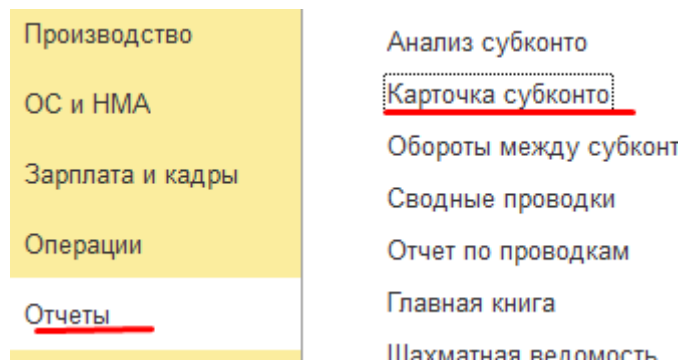 Производство
ОС и НМА
Зарплата и кадры
Операции
Отчеты
Анализ субконто
Карточка субконто
Обороты между субконт
Сводные проводки
Отчет по проводкам
Главная книга
Шахматная ведомость